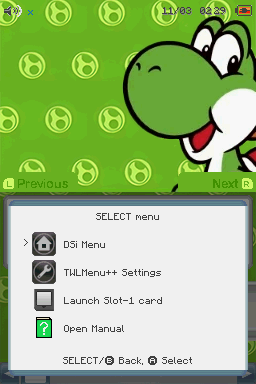 11/03 02:29
L Previous Next R
SELECT menu
> DSi Menu
TWLMenu++ Settings
Launch Slot-1 card
? Open Manual
SELECT/B Back, A Select